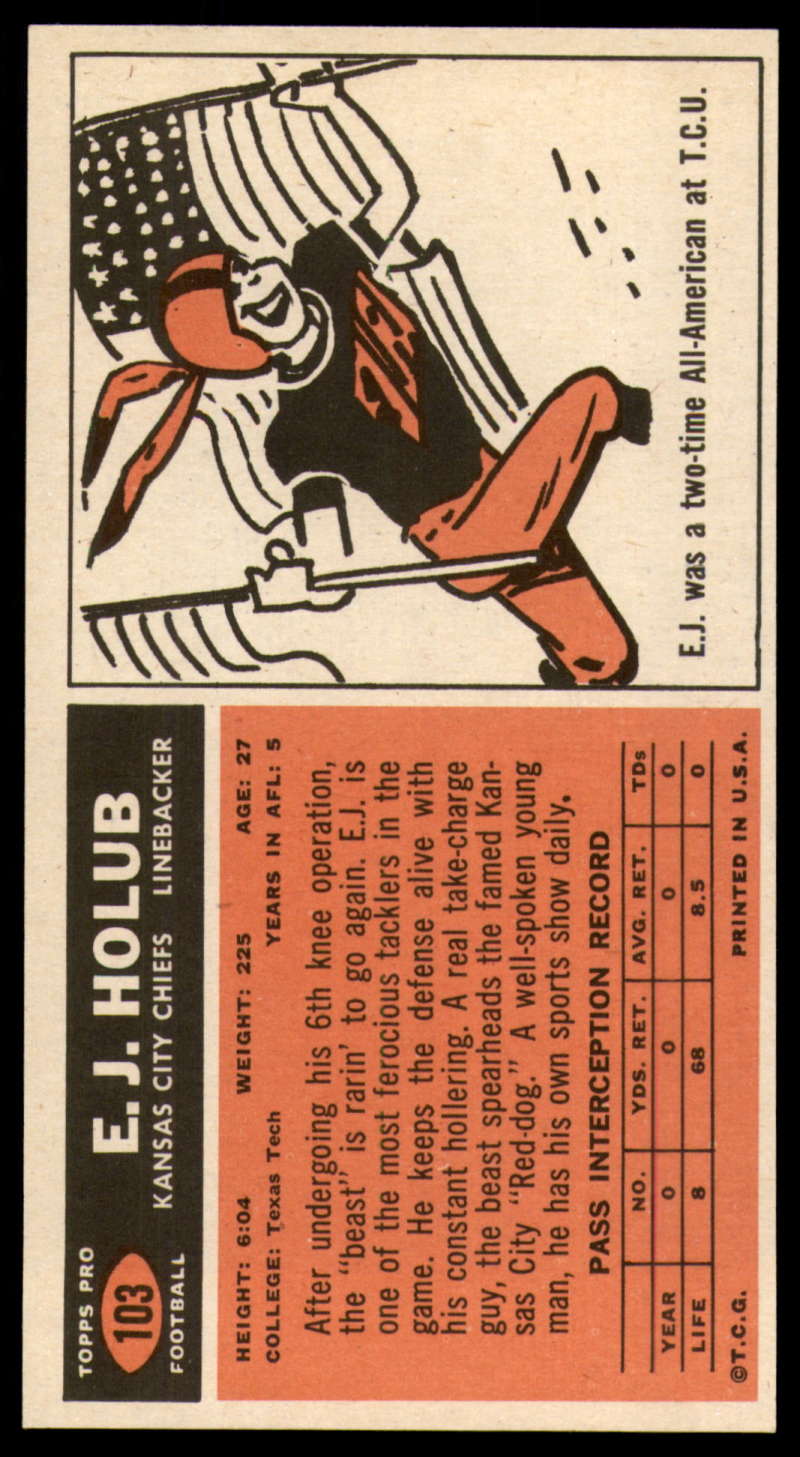 TOPPS PRO
103
FOOTBALL
E. J. HOLUB
KANSAS CITY CHIEFS LINEBACKER
HEIGHT: 6:04 WEIGHT: 225 AGE: 27
COLLEGE: Texas Tech YEARS IN AFL: 5
After undergoing his 6th knee operation,
the "beast" is rarin' to go again. E.J. is
one of the most ferocious tacklers in the
game. He keeps the defense alive with
his constant hollering. A real take-charge
guy, the beast spearheads the famed Kan-
sas City "Red-dog." A well-spoken young
man, he has his own sports show daily.
PASS INTERCEPTION RECORD
NO. YDS. RET. AVG. RET. TDs
YEAR 0 0 0 0
LIFE 8 68 8.5 0
©T.C.G. PRINTED IN U.S.A.
E.J. was a two-time All-American at T.C.U.